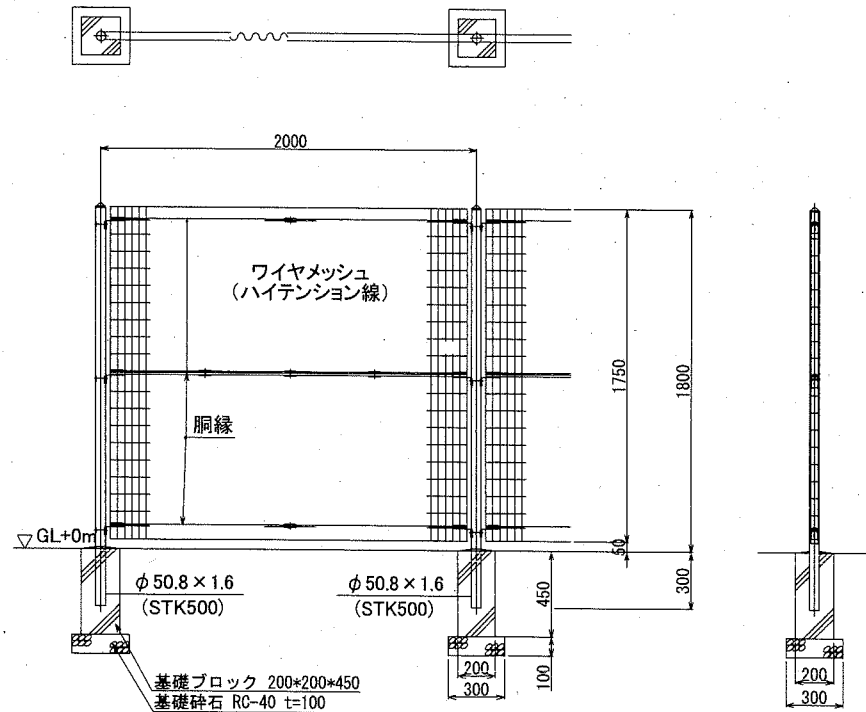 2000
ワイヤメッシュ
(ハイテンション線)
胴縁
1750
1800
GL+0m
50
φ50.8×1.6
(STK500)
φ50.8×1.6
(STK500)
450
300
100
200
300
200
300
基礎ブロック 200*200*450
基礎砕石 RC-40 t=100